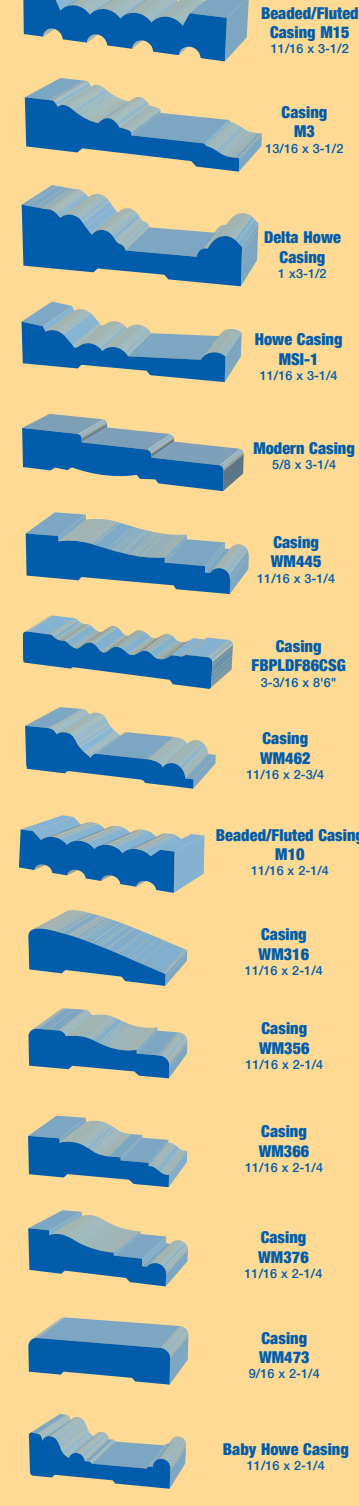 Beaded/Fluted
Casing M15
11/16 x 3-1/2
Casing
M3
13/16 x 3-1/2
Delta Howe
Casing
1 x3-1/2
Howe Casing
MSI-1
11/16 x 3-1/4
Modern Casing
5/8 x 3-1/4
Casing
WM445
11/16 x 3-1/4
Casing
FBPLDF86CSG
3-3/16 x 8'6"
Casing
WM462
11/16 x 2-3/4
Beaded/Fluted Casing
M10
11/16 x 2-1/4
Casing
WM316
11/16 x 2-1/4
Casing
WM356
11/16 x 2-1/4
Casing
WM366
11/16 x 2-1/4
Casing
WM376
11/16 x 2-1/4
Casing
WM473
9/16 x 2-1/4
Baby Howe Casing
11/16 x 2-1/4